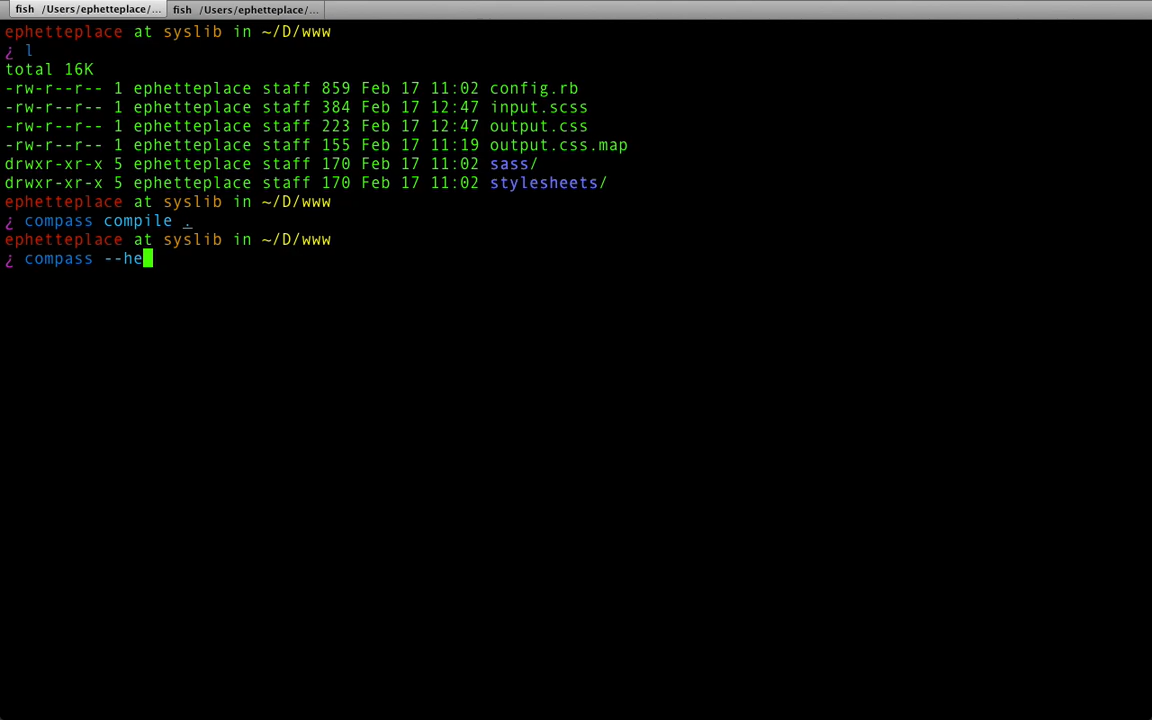 fish /Users/ephetteplace/... fish /Users/ephetteplace/...
ephetteplace at syslib in ~/D/www
¿ l
total 16K
-rw-r--r-- 1 ephetteplace staff 859 Feb 17 11:02 config.rb
-rw-r--r-- 1 ephetteplace staff 384 Feb 17 12:47 input.scss
-rw-r--r-- 1 ephetteplace staff 223 Feb 17 12:47 output.css
-rw-r--r-- 1 ephetteplace staff 155 Feb 17 11:19 output.css.map
drwxr-xr-x 5 ephetteplace staff 170 Feb 17 11:02 sass/
drwxr-xr-x 5 ephetteplace staff 170 Feb 17 11:02 stylesheets/
ephetteplace at syslib in ~/D/www
¿ compass compile .
ephetteplace at syslib in ~/D/www
¿ compass --he